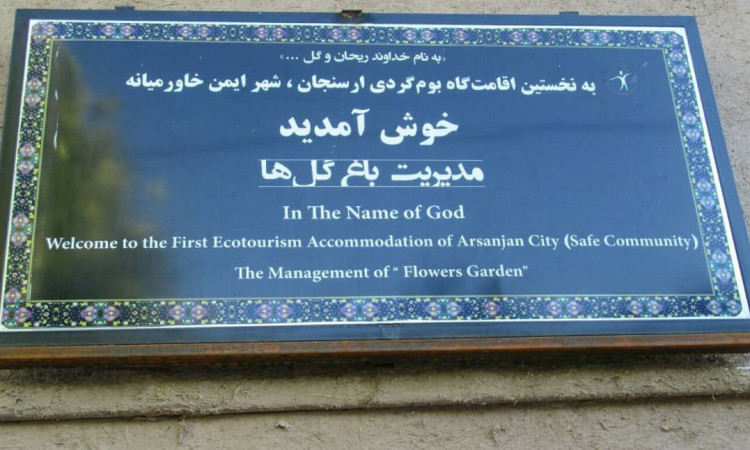 «به نام خداوند ریحان و گل ...»
به نخستین اقامت‌گاه بوم‌گردی ارسنجان ، شهر ایمن خاورمیانه
خوش آمدید
مدیریت باغ گل‌ها
In The Name of God
Welcome to the First Ecotourism Accommodation of Arsanjan City (Safe Community)
The Management of “ Flowers Garden”